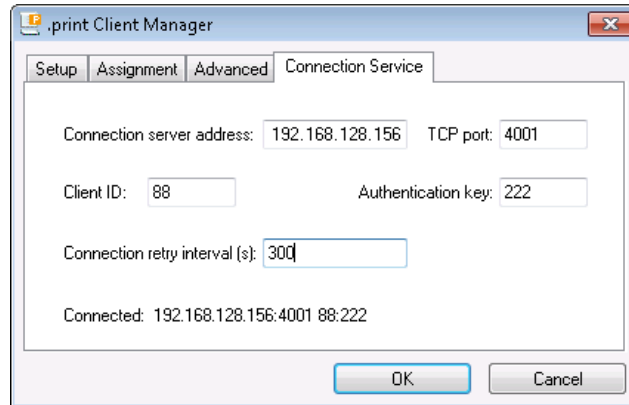 .print Client Manager
Setup Assignment Advanced Connection Service
Connection server address: 192.168.128.156 TCP port: 4001
Client ID: 88 Authentication key: 222
Connection retry interval (s): 300
Connected: 192.168.128.156:4001 88:222
OK Cancel